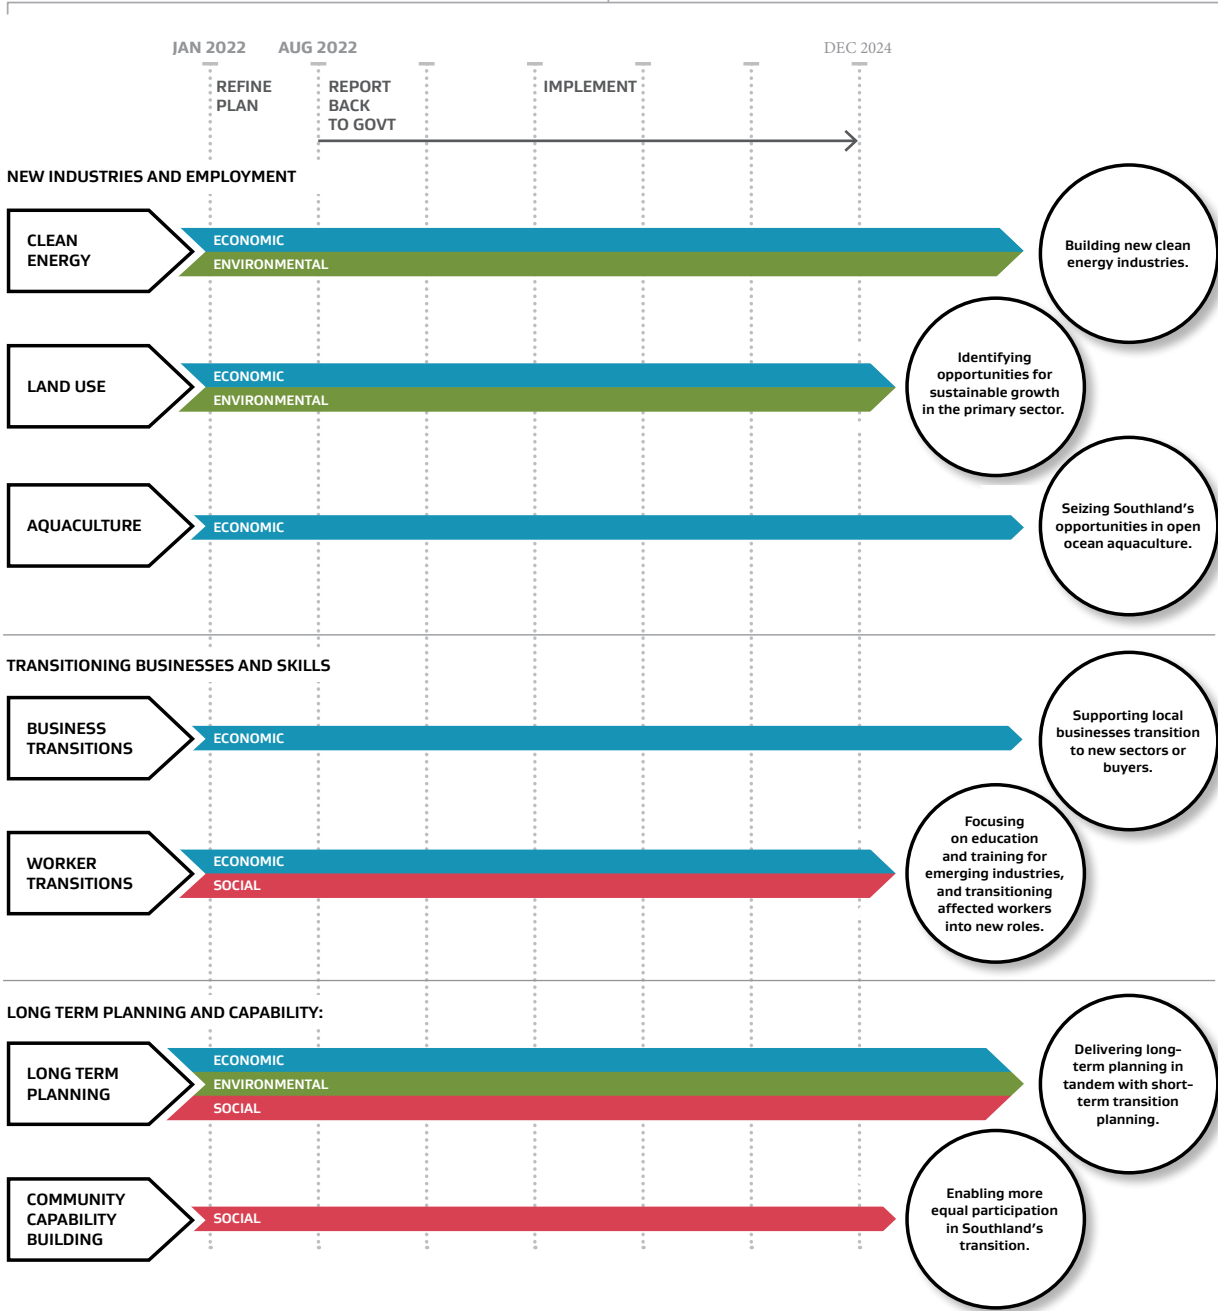 JAN 2022
AUG 2022
DEC 2024
REFINE
PLAN
REPORT
BACK
TO GOVT
IMPLEMENT
NEW INDUSTRIES AND EMPLOYMENT
CLEAN
ENERGY
ECONOMIC
ENVIRONMENTAL
Building new clean
energy industries.
LAND USE
ECONOMIC
ENVIRONMENTAL
Identifying
opportunities for
sustainable growth
in the primary sector.
AQUACULTURE
ECONOMIC
Seizing Southland's
opportunities in open
ocean aquaculture.
TRANSITIONING BUSINESSES AND SKILLS
BUSINESS
TRANSITIONS
ECONOMIC
Supporting local
businesses transition
to new sectors or
buyers.
WORKER
TRANSITIONS
ECONOMIC
SOCIAL
Focusing
on education
and training for
emerging industries,
and transitioning
affected workers
into new roles.
LONG TERM PLANNING AND CAPABILITY:
LONG TERM
PLANNING
ECONOMIC
ENVIRONMENTAL
SOCIAL
Delivering long-
term planning in
tandem with short-
term transition
planning.
COMMUNITY
CAPABILITY
BUILDING
SOCIAL
Enabling more
equal participation
in Southland's
transition.